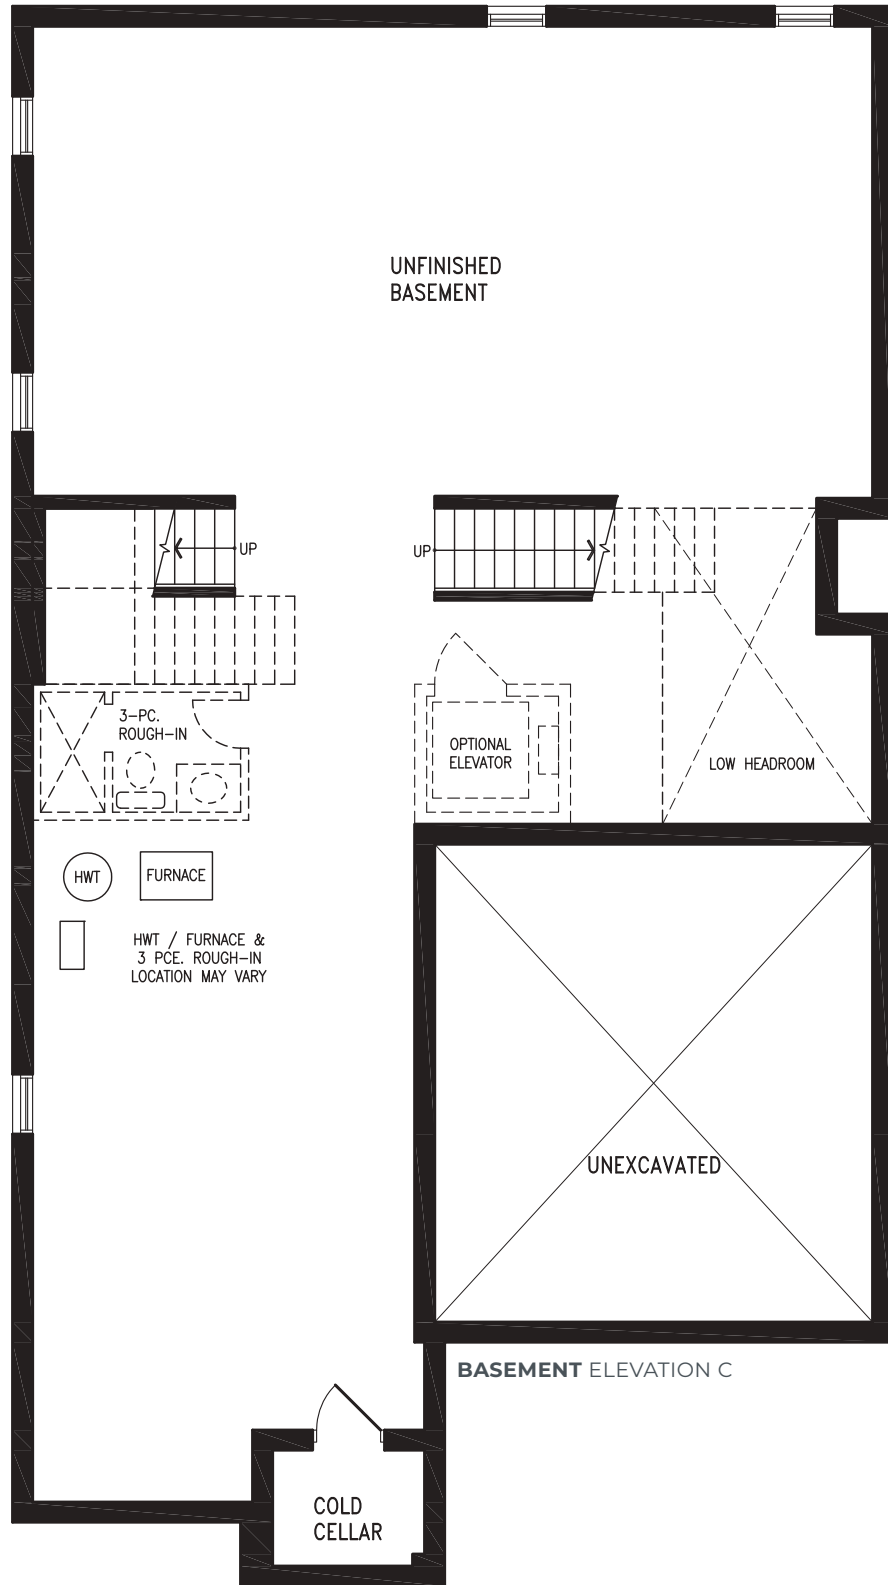 UNFINISHED
BASEMENT
UP
UP
3-PC.
ROUGH-IN
OPTIONAL
ELEVATOR
LOW HEADROOM
HWT
FURNACE
HWT / FURNACE &
3 PCE. ROUGH-IN
LOCATION MAY VARY
UNEXCAVATED
BASEMENT ELEVATION C
COLD
CELLAR